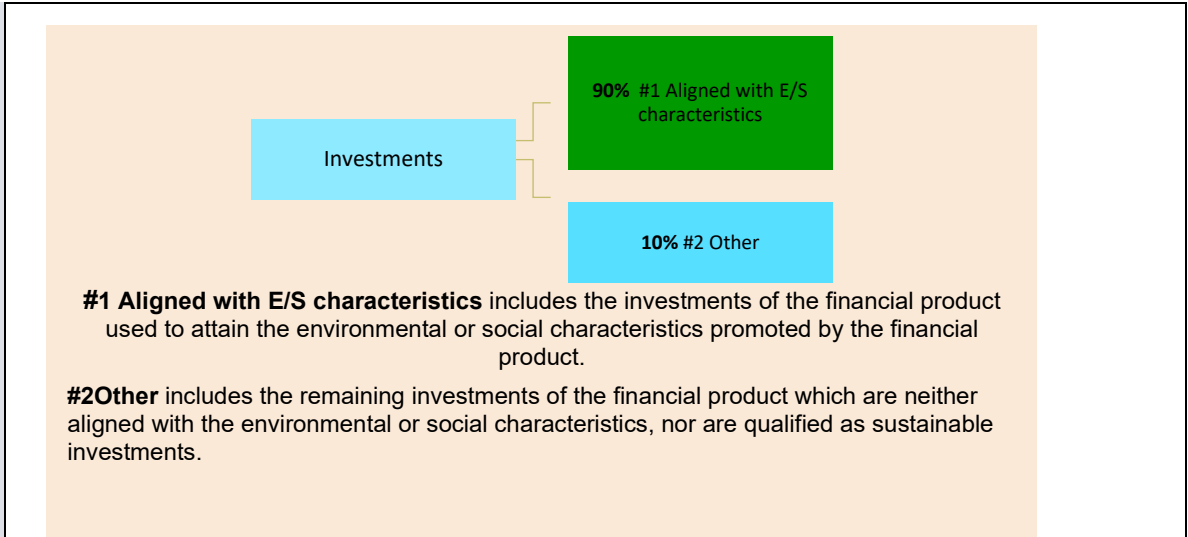 90% #1 Aligned with E/S
characteristics
Investments
10% #2 Other
#1 Aligned with E/S characteristics includes the investments of the financial product
used to attain the environmental or social characteristics promoted by the financial
product.
#2Other includes the remaining investments of the financial product which are neither
aligned with the environmental or social characteristics, nor are qualified as sustainable
investments.